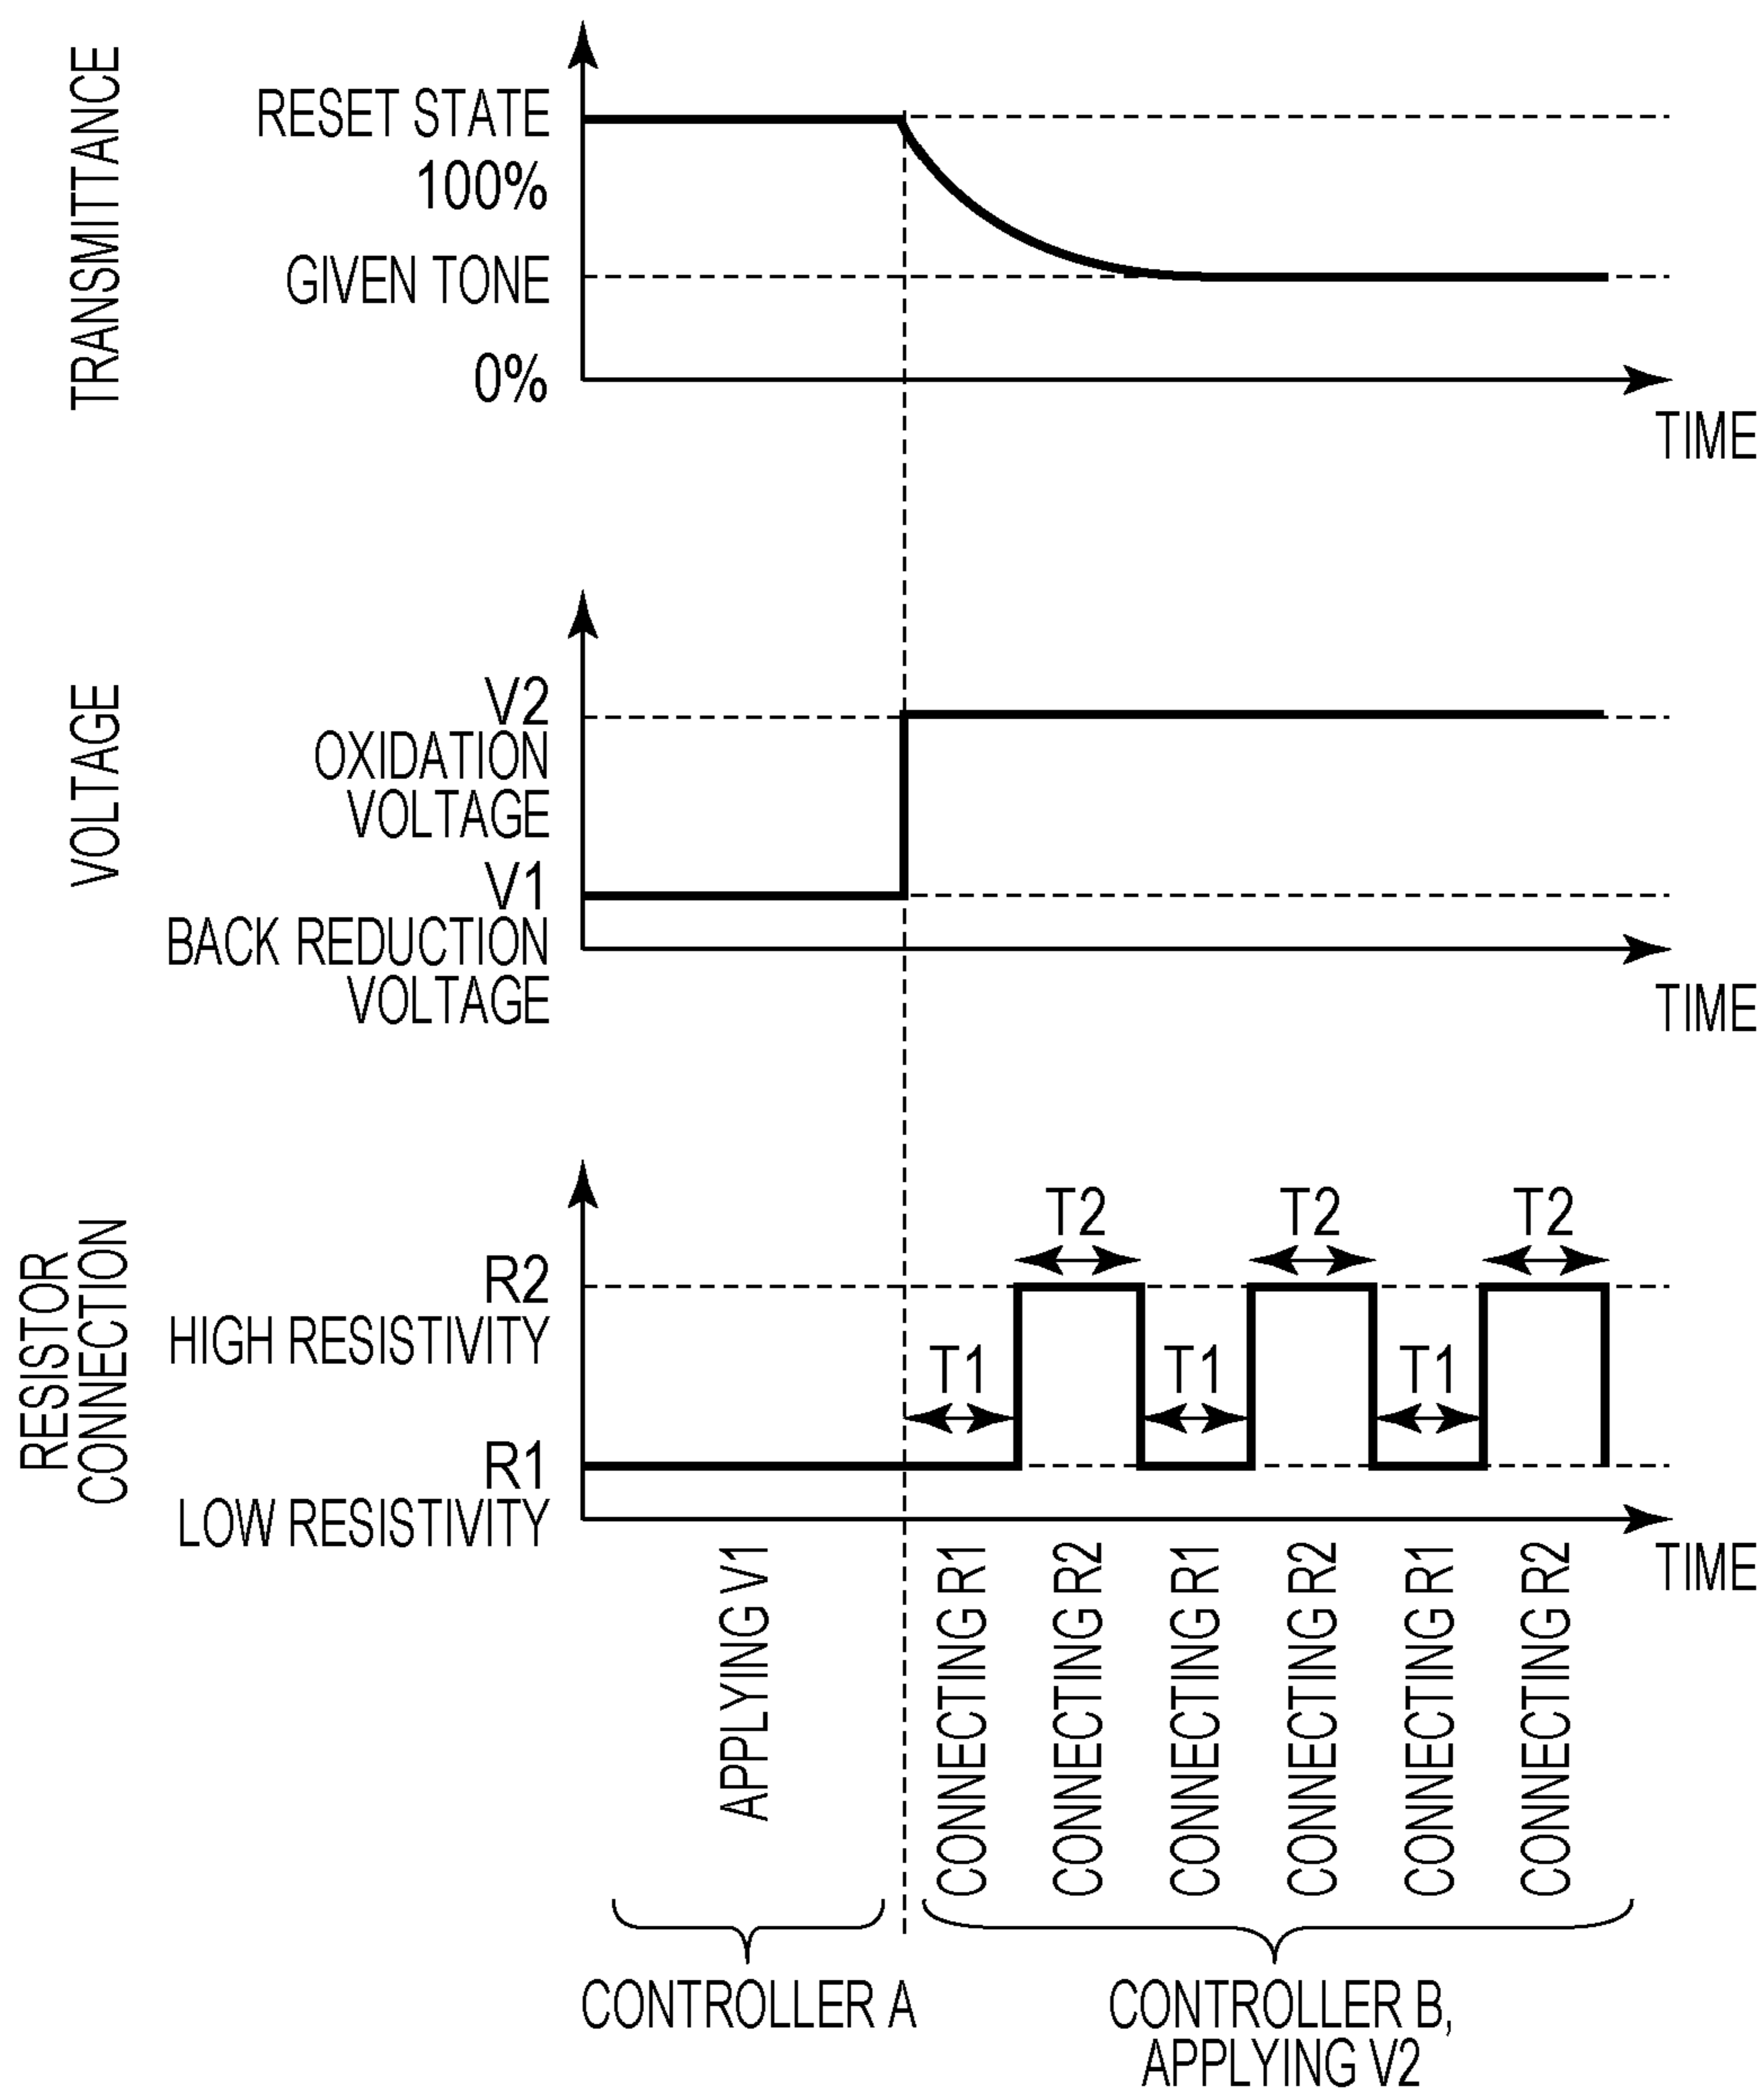 TRANSMITTANCE
RESET STATE
100%
GIVEN TONE
0%
TIME
VOLTAGE
V2
OXIDATION
VOLTAGE
V1
BACK REDUCTION
VOLTAGE
TIME
RESISTOR
CONNECTION
T2
T2
T2
R2
HIGH RESISTIVITY
T1
T1
T1
R1
LOW RESISTIVITY
TIME
APPLYING V1
CONNECTING R1
CONNECTING R2
CONNECTING R1
CONNECTING R2
CONNECTING R1
CONNECTING R2
CONTROLLER A
CONTROLLER B,
APPLYING V2